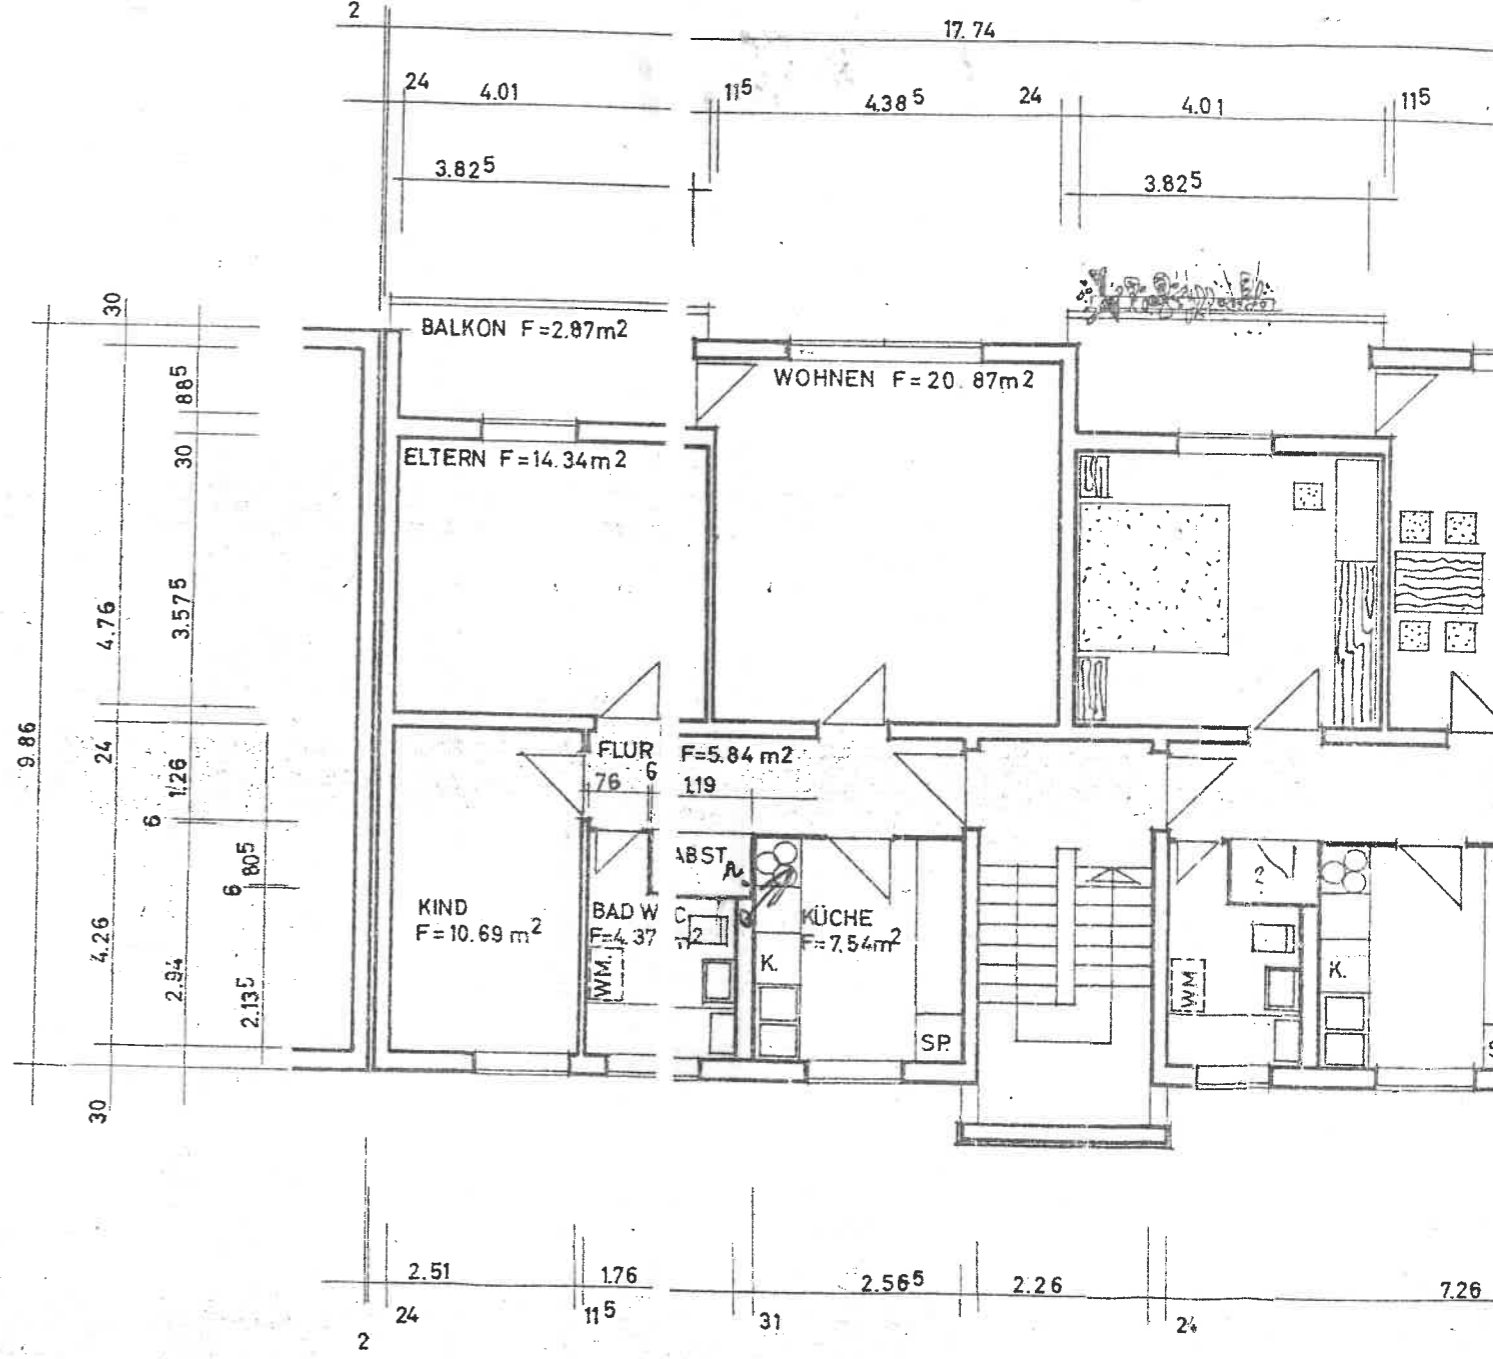 2
17.74
24
4.01
11⁵
4.38⁵
24
4.01
11⁵
3.82⁵
3.82⁵
30
BALKON F=2.87m2
WOHNEN F=20.87m2
88⁵
30
ELTERN F=14.34m2
4.76
3.57⁵
9.86
24
1.26
FLUR F=5.84 m2
76
6
1.19
6
80⁵
6
ABST
KIND
F=10.69 m2
BAD W C
F=4.37 m2
KÜCHE
F=7.54m2
?
4.26
2.94
2.13⁵
WM.
K.
WM
K.
SP.
30
2.51
1.76
2.56⁵
2.26
7.26
24
11⁵
31
24
2